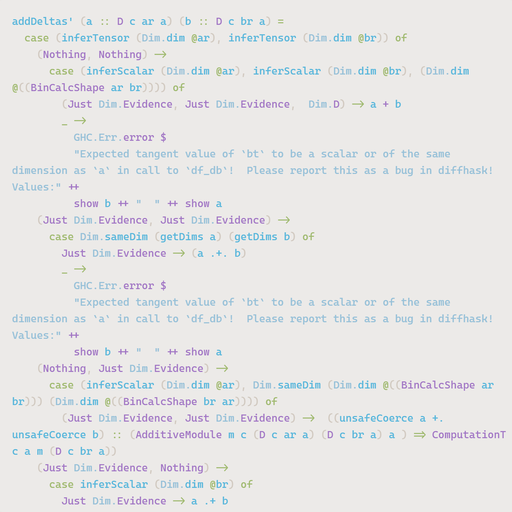 addDeltas' (a :: D c ar a) (b :: D c br a) =
  case (inferTensor (Dim.dim @ar), inferTensor (Dim.dim @br)) of
    (Nothing, Nothing) ->
      case (inferScalar (Dim.dim @ar), inferScalar (Dim.dim @br), (Dim.dim
@((BinCalcShape ar br)))) of
        (Just Dim.Evidence, Just Dim.Evidence,  Dim.D) -> a + b
        _ ->
          GHC.Err.error $
          "Expected tangent value of `bt` to be a scalar or of the same
dimension as `a` in call to `df_db`!  Please report this as a bug in diffhask!
Values:" ++
          show b ++ "  " ++ show a
    (Just Dim.Evidence, Just Dim.Evidence) ->
      case Dim.sameDim (getDims a) (getDims b) of
        Just Dim.Evidence -> (a .+. b)
        _ ->
          GHC.Err.error $
          "Expected tangent value of `bt` to be a scalar or of the same
dimension as `a` in call to `df_db`!  Please report this as a bug in diffhask!
Values:" ++
          show b ++ "  " ++ show a
    (Nothing, Just Dim.Evidence) ->
      case (inferScalar (Dim.dim @ar), Dim.sameDim (Dim.dim @((BinCalcShape ar
br))) (Dim.dim @((BinCalcShape br ar)))) of
        (Just Dim.Evidence, Just Dim.Evidence) ->  ((unsafeCoerce a +.
unsafeCoerce b) :: (AdditiveModule m c (D c ar a) (D c br a) a ) => ComputationT
c a m (D c br a))
    (Just Dim.Evidence, Nothing) ->
      case inferScalar (Dim.dim @br) of
        Just Dim.Evidence -> a .+ b